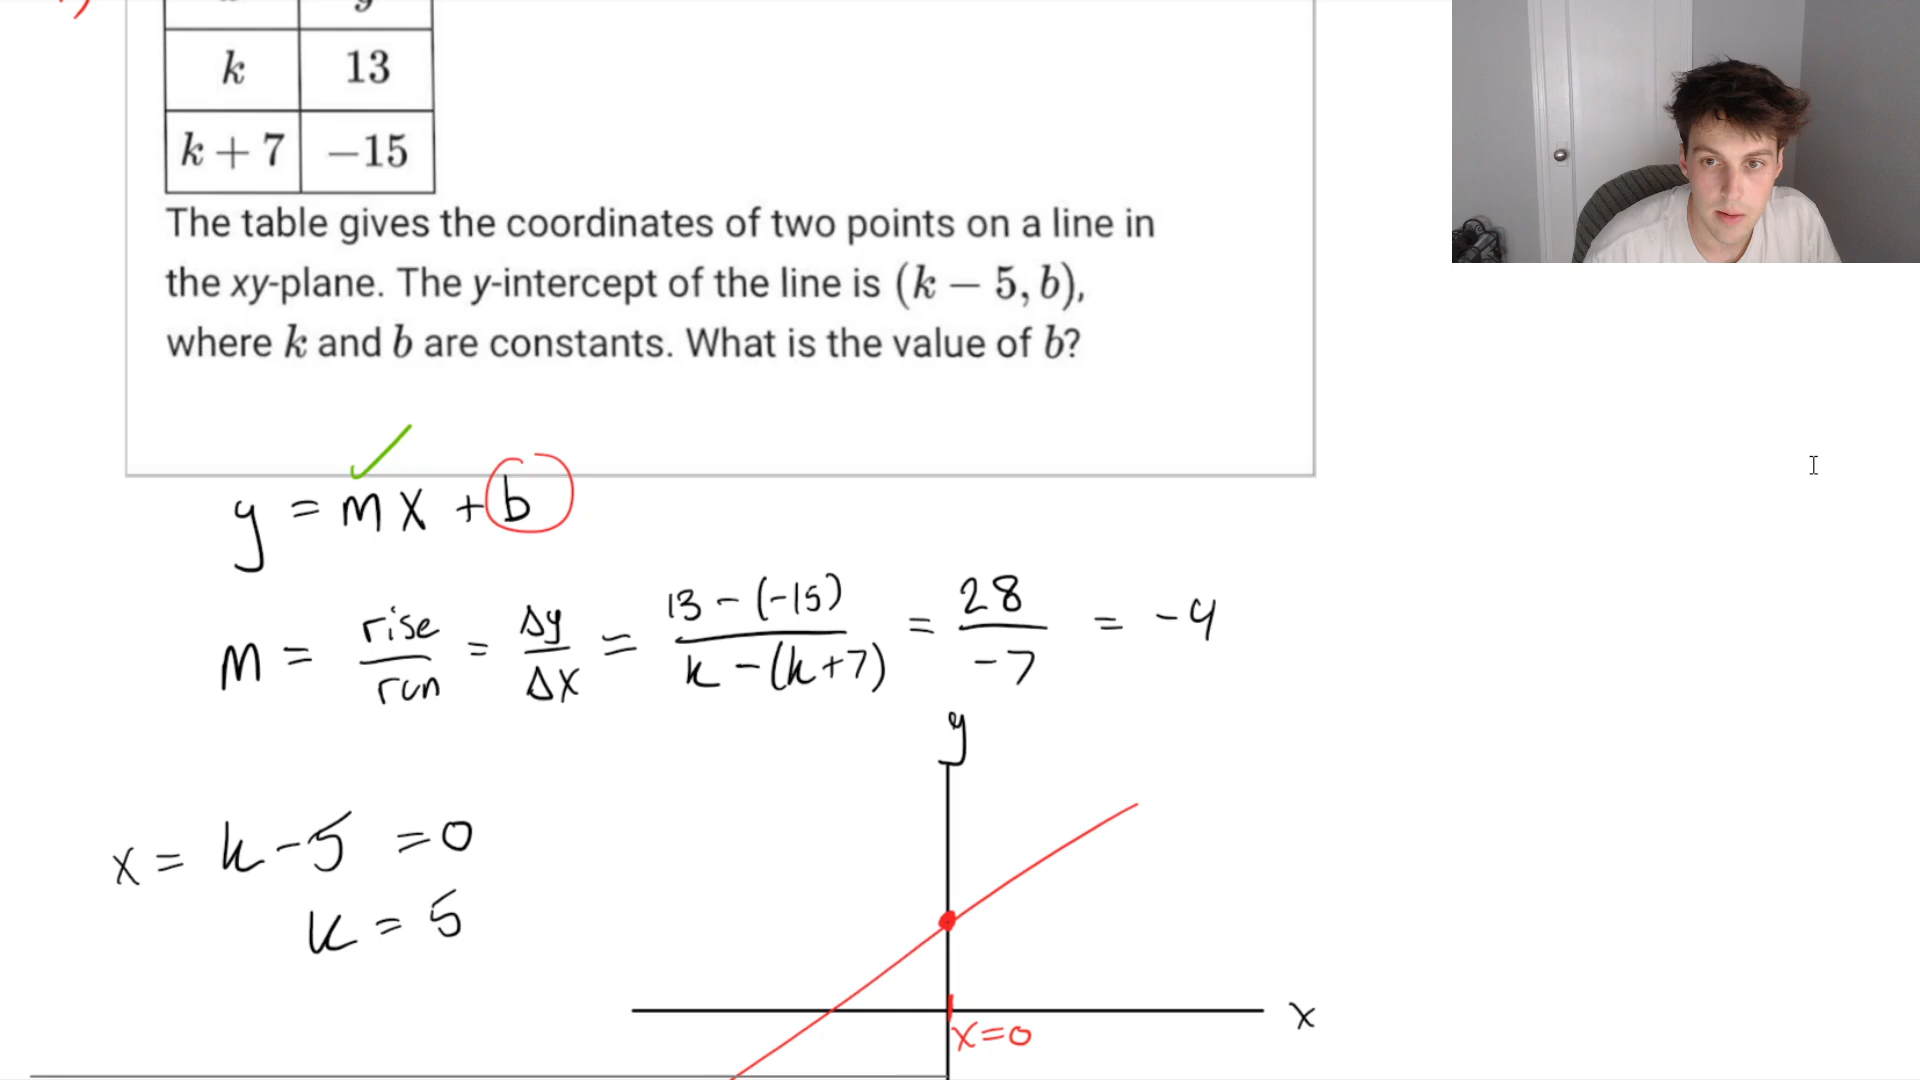 k 13
k + 7 −15
The table gives the coordinates of two points on a line in
the xy-plane. The y-intercept of the line is (k − 5, b),
where k and b are constants. What is the value of b?
y = mx + b
m = rise/run = Δy/Δx = 13 - (-15)/k - (k+7) = 28/-7 = -4
y
x = k - 5 = 0
k = 5
x
x=0